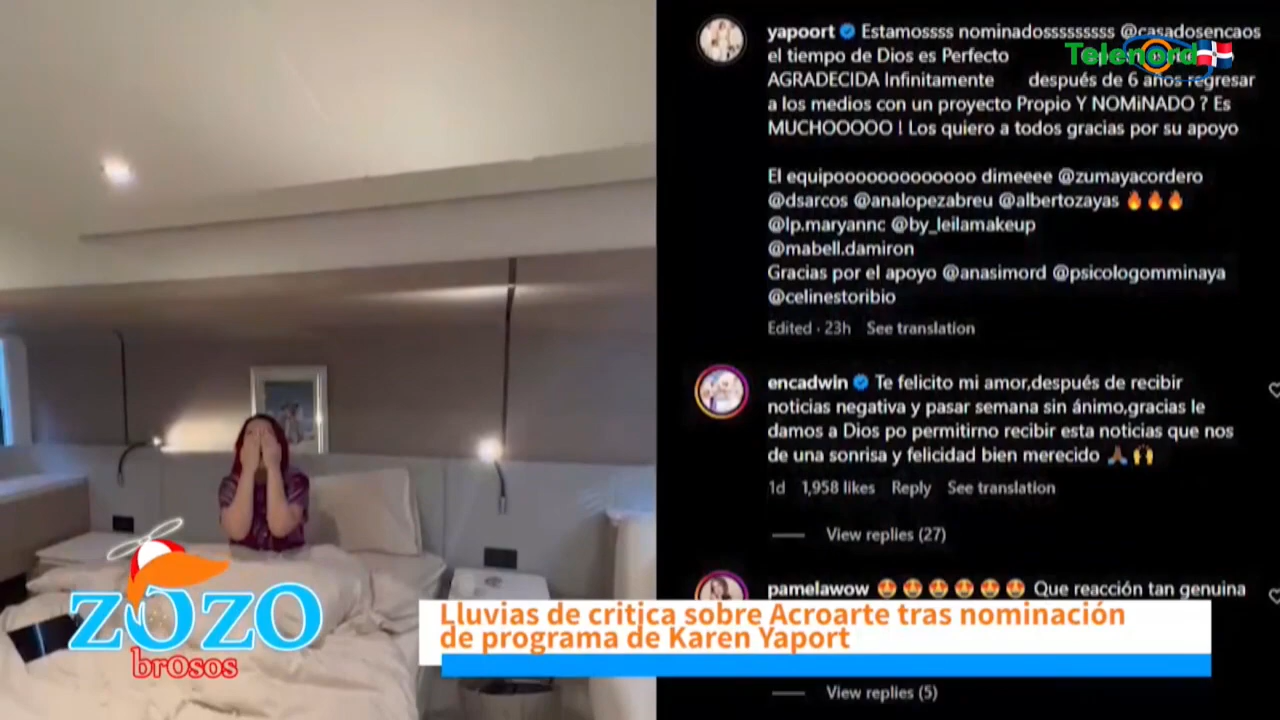 yapoort Estamossss nominadosssssssss @casadosencaos
el tiempo de Dios es Perfecto
AGRADECIDA Infinitamente después de 6 años regresar
a los medios con un proyecto Propio Y NOMiNADO ? Es
MUCHOOOOO ! Los quiero a todos gracias por su apoyo
El equipooooooooooooo dimeeee @zumayacordero
@dsarcos @analopezabreu @albertozayas 🔥🔥🔥
@lp.maryannc @by_leilamakeup
@mabell.damiron
Gracias por el apoyo @anasimord @psicologomminaya
@celinestoribio
Edited · 23h See translation
encadwin Te felicito mi amor,después de recibir
noticias negativa y pasar semana sin ánimo,gracias le
damos a Dios po permitirno recibir esta noticias que nos
de una sonrisa y felicidad bien merecido 🙏🏾 🙌
1d 1,958 likes Reply See translation
View replies (27)
pamelawow 😍😍😍😍😍😍 Que reacción tan genuina
View replies (5)
Telenord
zozo
brosos
Lluvias de critica sobre Acroarte tras nominación
de programa de Karen Yaport